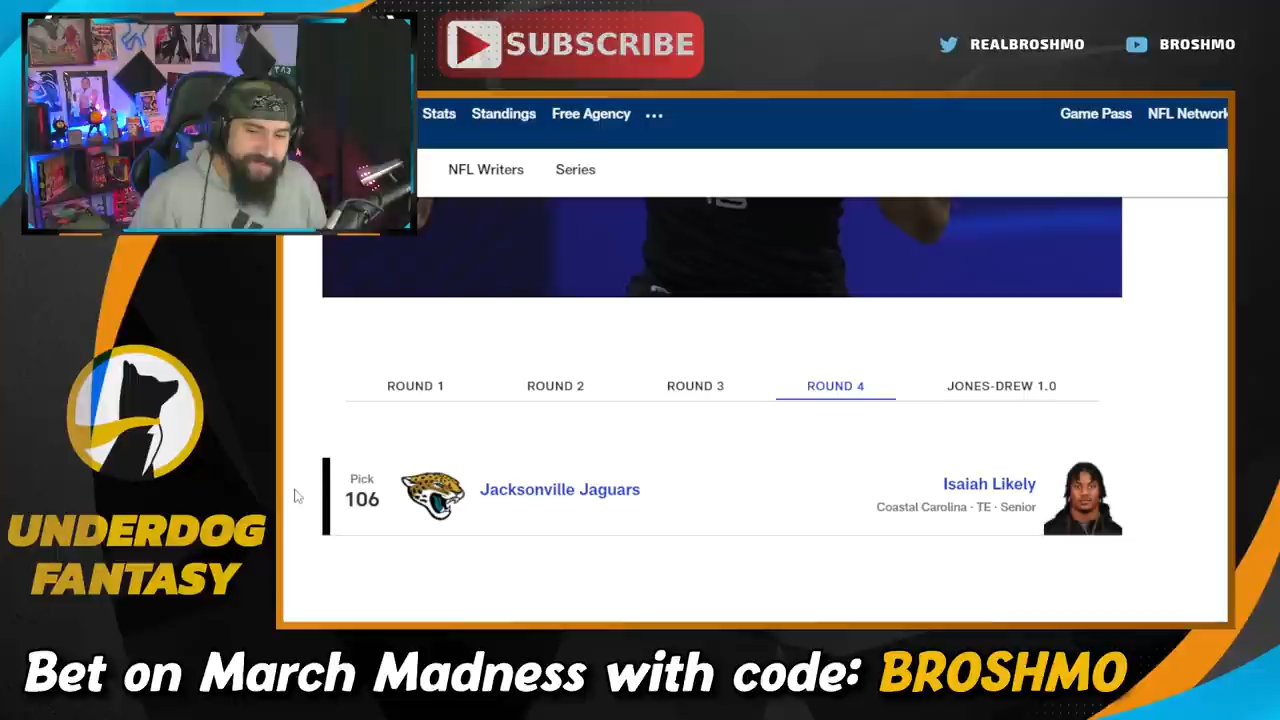 SUBSCRIBE
REALBROSHMO
BROSHMO
Stats
Standings
Free Agency
...
Game Pass
NFL Network
NFL Writers
Series
ROUND 1
ROUND 2
ROUND 3
ROUND 4
JONES-DREW 1.0
Pick
106
Jacksonville Jaguars
Isaiah Likely
Coastal Carolina · TE · Senior
UNDERDOG
FANTASY
Bet on March Madness with code: BROSHMO